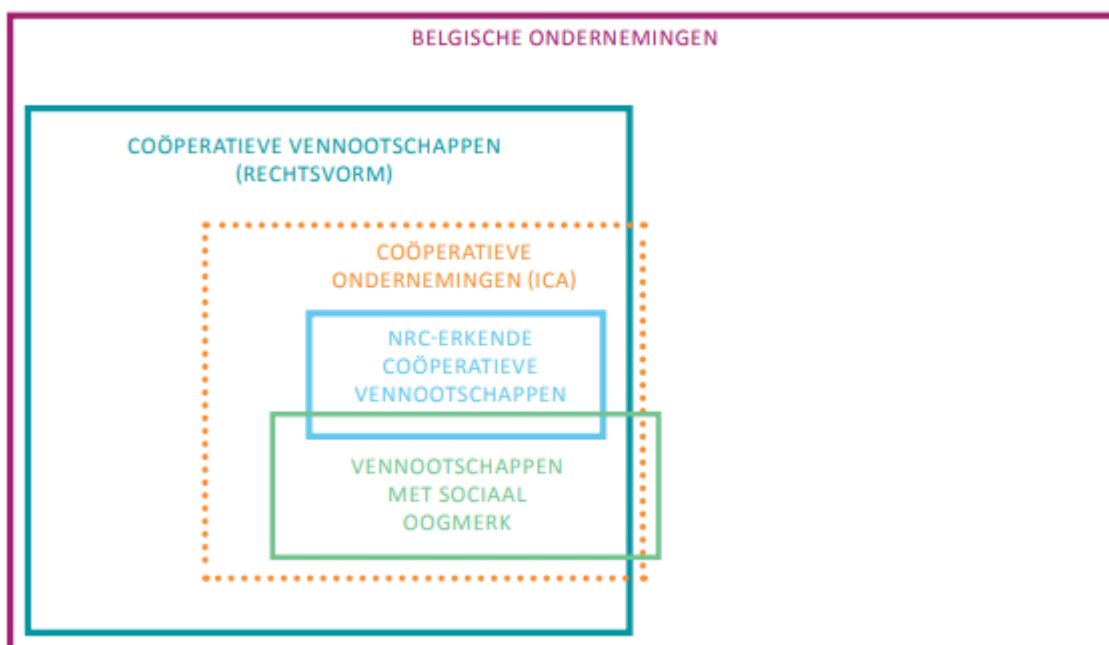 BELGISCHE ONDERNEMINGEN
COÖPERATIEVE VENNOOTSCHAPPEN
(RECHTSVORM)
COÖPERATIEVE
ONDERNEMINGEN (ICA)
NRC-ERKENDE
COÖPERATIEVE
VENNOOTSCHAPPEN
VENNOOTSCHAPPEN
MET SOCIAAL
OOGMERK